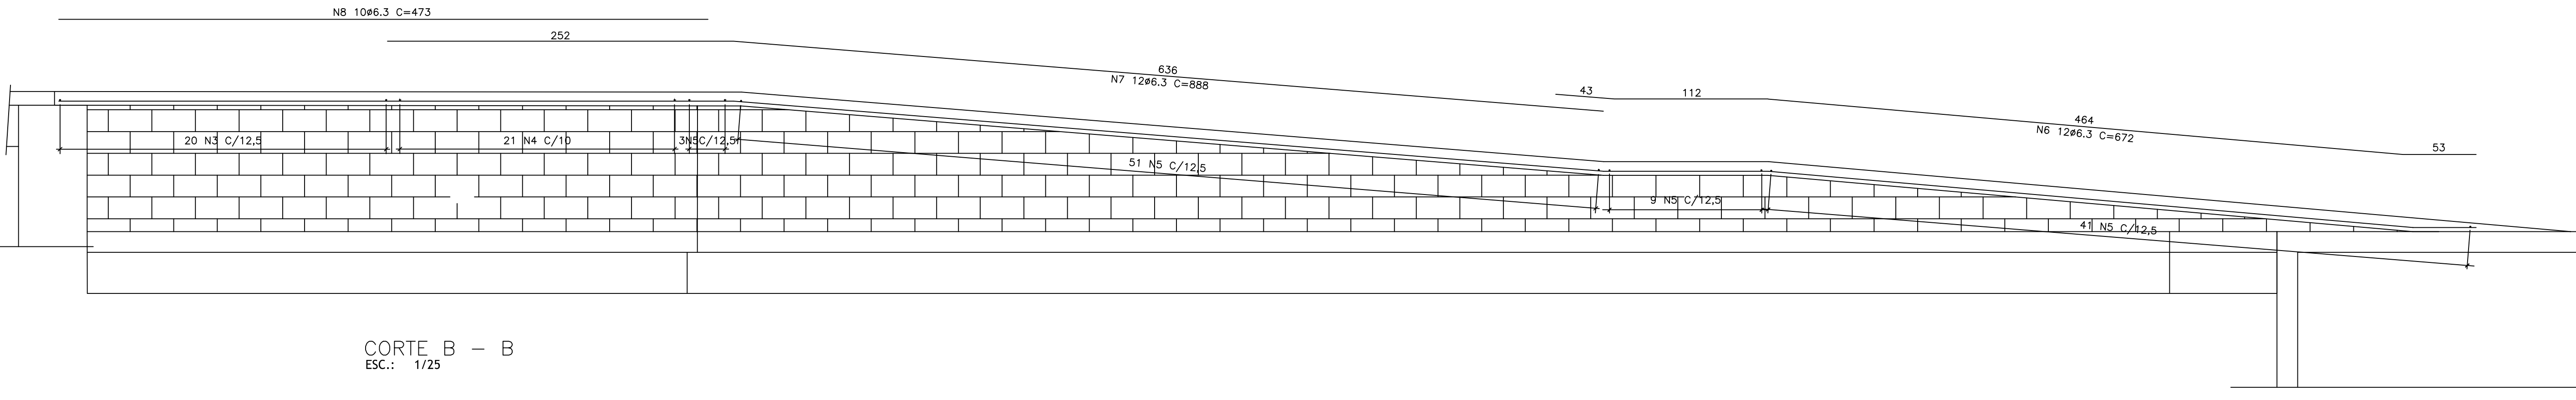 N8 10ø6.3 C=473
252
636
N7 12ø6.3 C=888
43
112
464
N6 12ø6.3 C=672
53
20 N3 C/12,5
21 N4 C/10
3N5C/12,5
51 N5 C/12,5
9 N5 C/12,5
41 N5 C/12,5
CORTE B - B
ESC.: 1/25